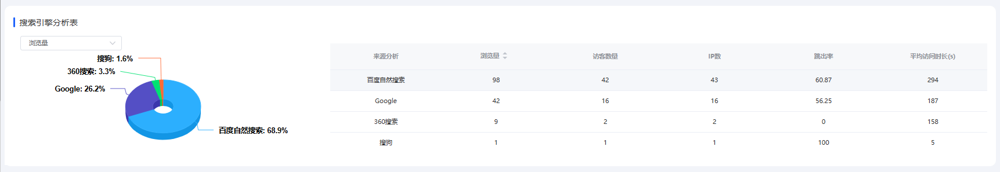 搜索引擎分析表
浏览量
搜狗: 1.6%
360搜索: 3.3%
Google: 26.2%
百度自然搜索: 68.9%
来源分析 浏览量 访客数量 IP数 跳出率 平均访问时长(s)
百度自然搜索 98 42 43 60.87 294
Google 42 16 16 56.25 187
360搜索 9 2 2 0 158
搜狗 1 1 1 100 5